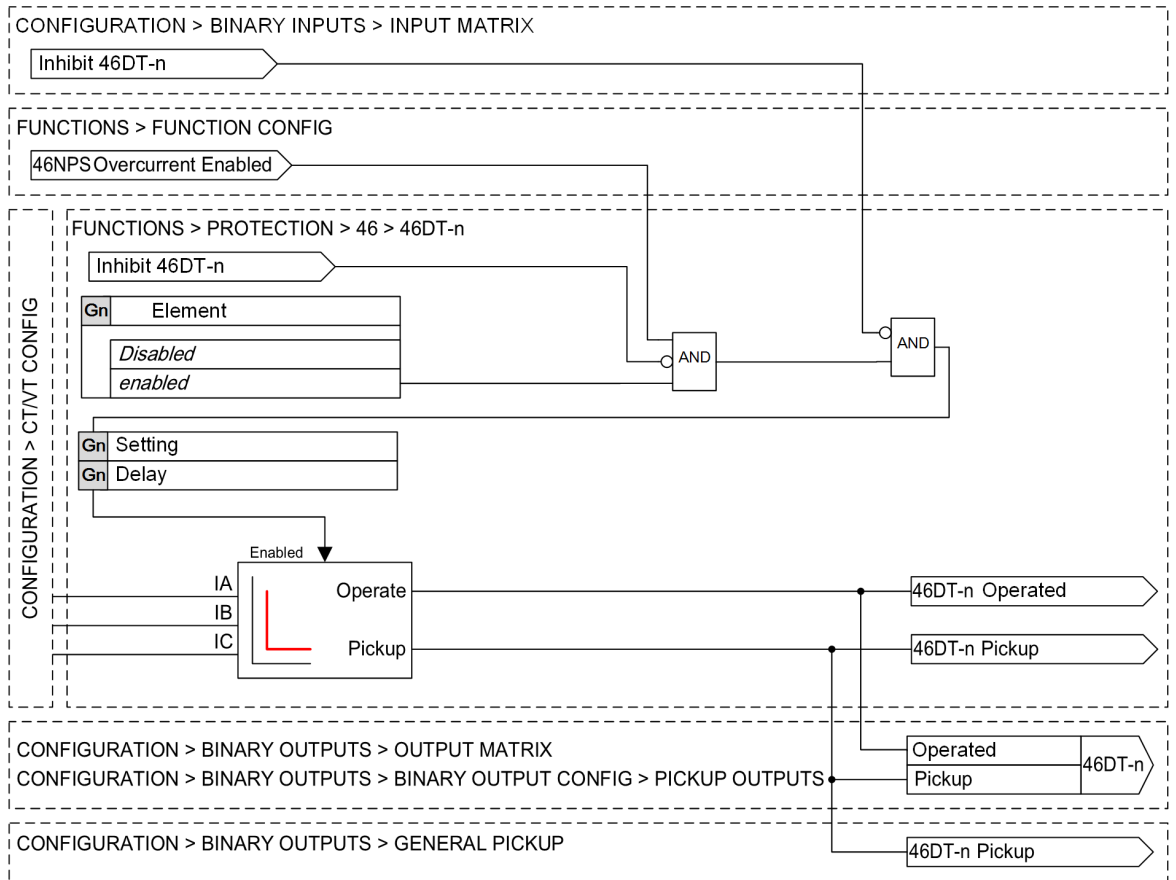 CONFIGURATION > BINARY INPUTS > INPUT MATRIX
Inhibit 46DT-n
FUNCTIONS > FUNCTION CONFIG
46NPS Overcurrent Enabled
CONFIGURATION > CT/VT CONFIG
FUNCTIONS > PROTECTION > 46 > 46DT-n
Inhibit 46DT-n
Gn Element
Disabled
enabled
AND
AND
Gn Setting
Gn Delay
Enabled
IA
IB
IC
Operate
Pickup
46DT-n Operated
46DT-n Pickup
CONFIGURATION > BINARY OUTPUTS > OUTPUT MATRIX
CONFIGURATION > BINARY OUTPUTS > BINARY OUTPUT CONFIG > PICKUP OUTPUTS
Operated
Pickup
46DT-n
CONFIGURATION > BINARY OUTPUTS > GENERAL PICKUP
46DT-n Pickup